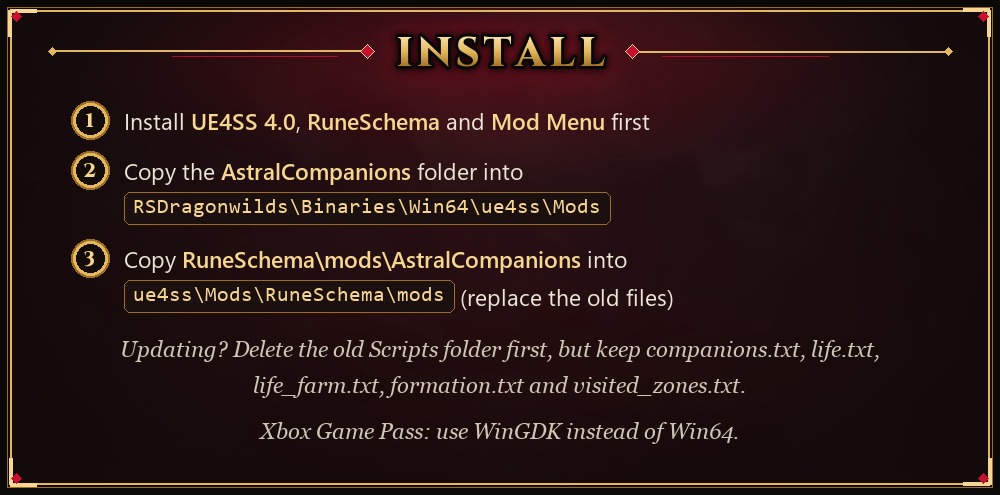 INSTALL
1 Install UE4SS 4.0, RuneSchema and Mod Menu first
2 Copy the AstralCompanions folder into
RSDragonwilds\Binaries\Win64\ue4ss\Mods
3 Copy RuneSchema\mods\AstralCompanions into
ue4ss\Mods\RuneSchema\mods (replace the old files)
Updating? Delete the old Scripts folder first, but keep companions.txt, life.txt,
life_farm.txt, formation.txt and visited_zones.txt.
Xbox Game Pass: use WinGDK instead of Win64.